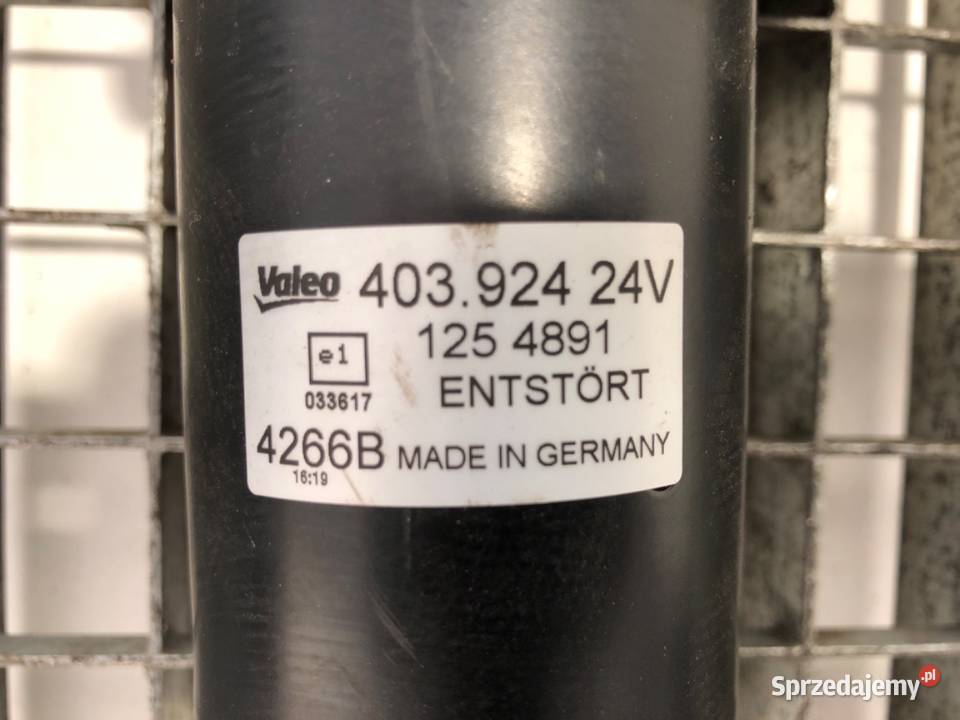 Valeo 403.924 24V
e1 125 4891
033617 ENTSTÖRT
4266B MADE IN GERMANY
16:19
Sprzedajemy.pl